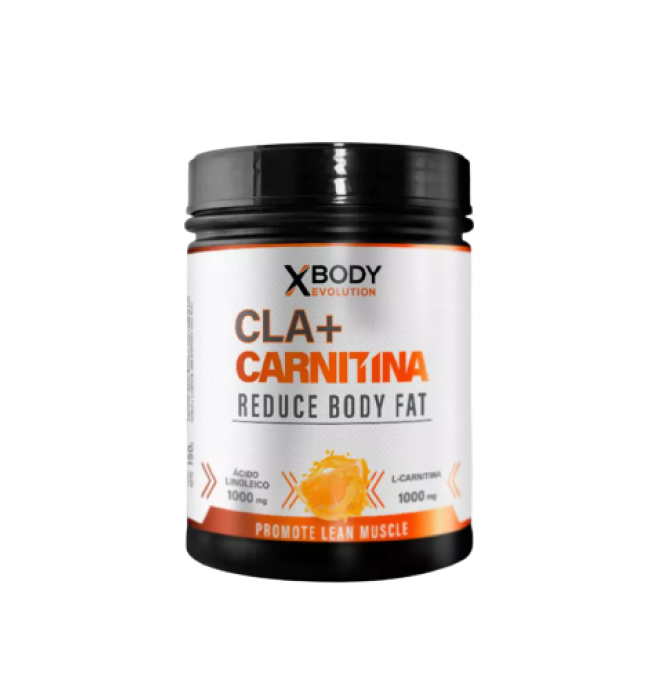 XBODY
EVOLUTION
CLA+
CARNITINA
REDUCE BODY FAT
ÁCIDO
LINOLEICO
1000 mg
L-CARNITINA
1000 mg
PROMOTE LEAN MUSCLE